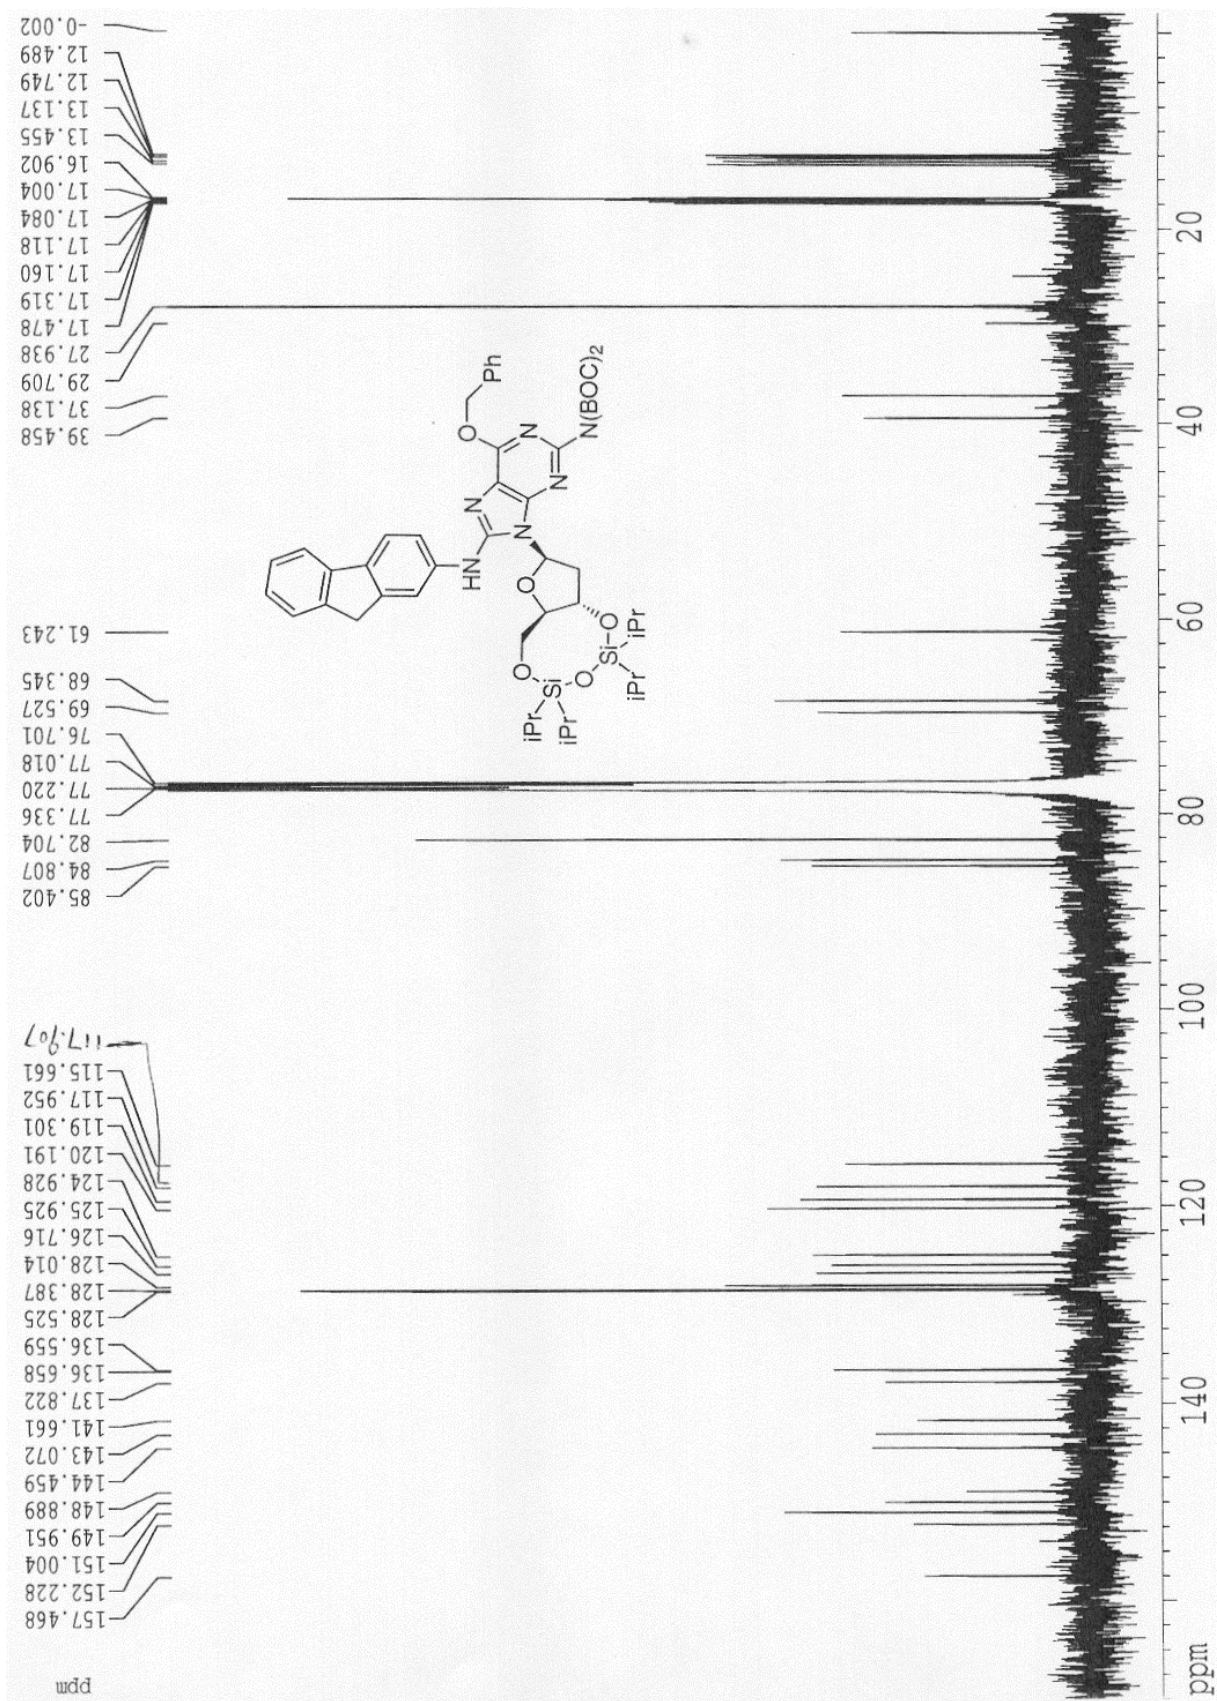 -0.002
12.489
12.749
13.137
13.455
16.902
17.004
17.084
17.118
17.160
17.319
17.478
27.938
29.709
37.138
39.458
61.243
68.345
69.527
76.701
77.018
77.220
77.336
82.704
84.807
85.402
117.907
115.661
117.952
119.301
120.191
124.928
125.925
126.716
128.014
128.387
128.525
136.559
136.658
137.822
141.661
143.072
144.459
148.889
149.951
151.004
152.228
157.468
ppm
O
Ph
N
N
N(BOC)2
N
N
N
HN
O
O
Si
O
Si
O
iPr
iPr
iPr
iPr
20
40
60
80
100
120
140
ppm